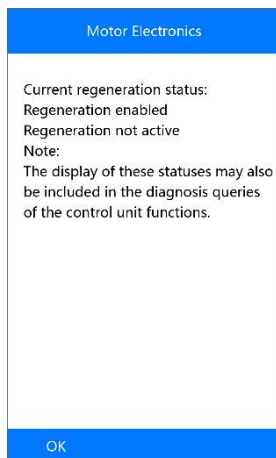 Motor Electronics
Current regeneration status:
Regeneration enabled
Regeneration not active
Note:
The display of these statuses may also
be included in the diagnosis queries
of the control unit functions.
OK